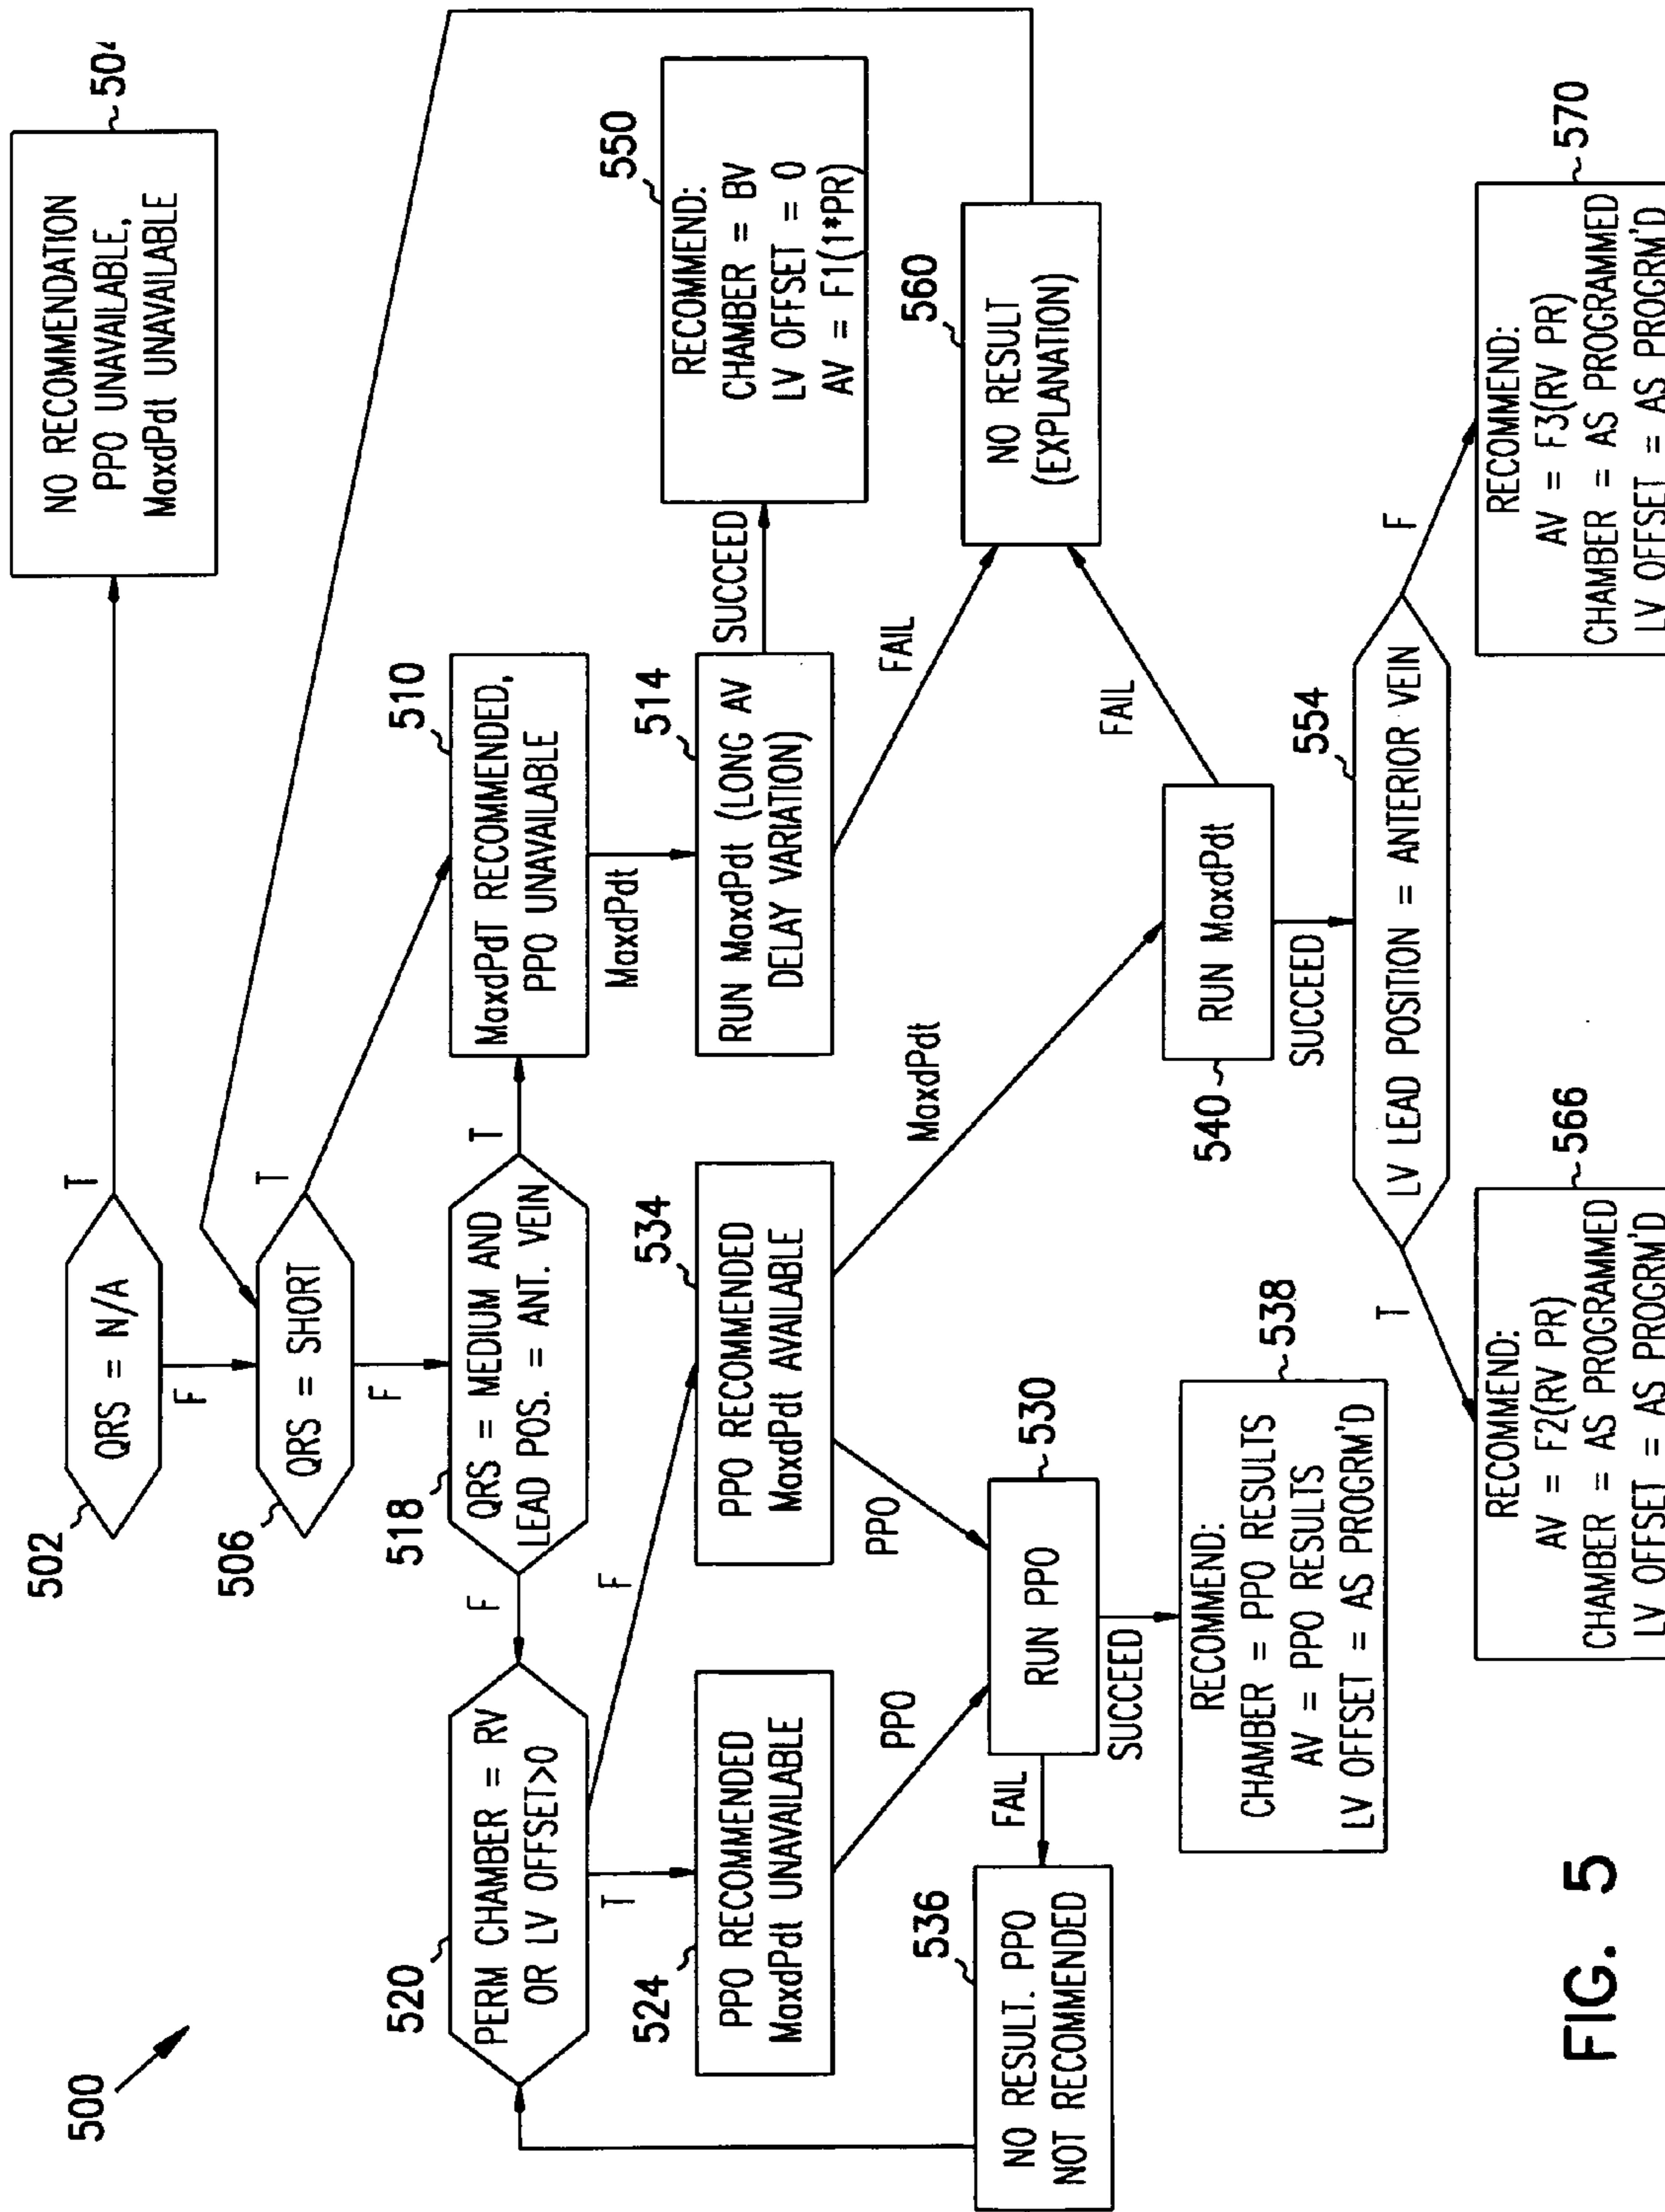 500
502
QRS = N/A
T
F
NO RECOMMENDATION
PPO UNAVAILABLE,
MaxdPdt UNAVAILABLE
504
506
QRS = SHORT
T
F
518
QRS = MEDIUM AND
LEAD POS. = ANT. VEIN
F
T
510
MaxdPdT RECOMMENDED,
PPO UNAVAILABLE
MaxdPdt
514
RUN MaxdPdt (LONG AV
DELAY VARIATION)
SUCCEED
FAIL
550
RECOMMEND:
CHAMBER = BV
LV OFFSET = 0
AV = F1(1*PR)
520
PERM CHAMBER = RV
OR LV OFFSET>0
T
F
524
PPO RECOMMENDED
MaxdPdt UNAVAILABLE
PPO
534
PPO RECOMMENDED
MaxdPdt AVAILABLE
PPO
MaxdPdt
530
RUN PPO
FAIL
SUCCEED
536
NO RESULT. PPO
NOT RECOMMENDED
538
RECOMMEND:
CHAMBER = PPO RESULTS
AV = PPO RESULTS
LV OFFSET = AS PROGRM'D
540
RUN MaxdPdt
FAIL
SUCCEED
560
NO RESULT
(EXPLANATION)
554
LV LEAD POSITION = ANTERIOR VEIN
T
F
566
RECOMMEND:
AV = F2(RV PR)
CHAMBER = AS PROGRAMMED
LV OFFSET = AS PROGRM'D
570
RECOMMEND:
AV = F3(RV PR)
CHAMBER = AS PROGRAMMED
LV OFFSET = AS PROGRM'D
FIG. 5